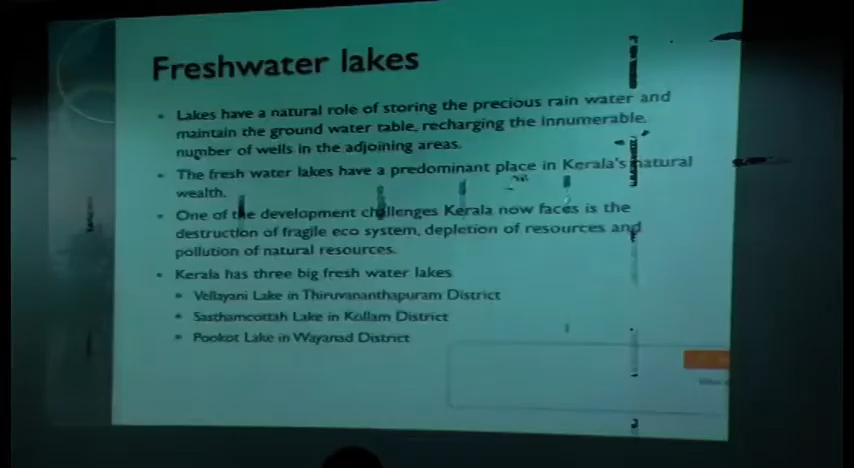 Freshwater lakes
Lakes have a natural role of storing the precious rain water and
maintain the ground water table, recharging the innumerable
number of wells in the adjoining areas.
The fresh water lakes have a predominant place in Kerala's natural
wealth.
One of the development challenges Kerala now faces is the
destruction of fragile eco system, depletion of resources and
pollution of natural resources.
Kerala has three big fresh water lakes
Vellayani Lake in Thiruvananthapuram District
Sasthamcottah Lake in Kollam District
Pookot Lake in Wayanad District